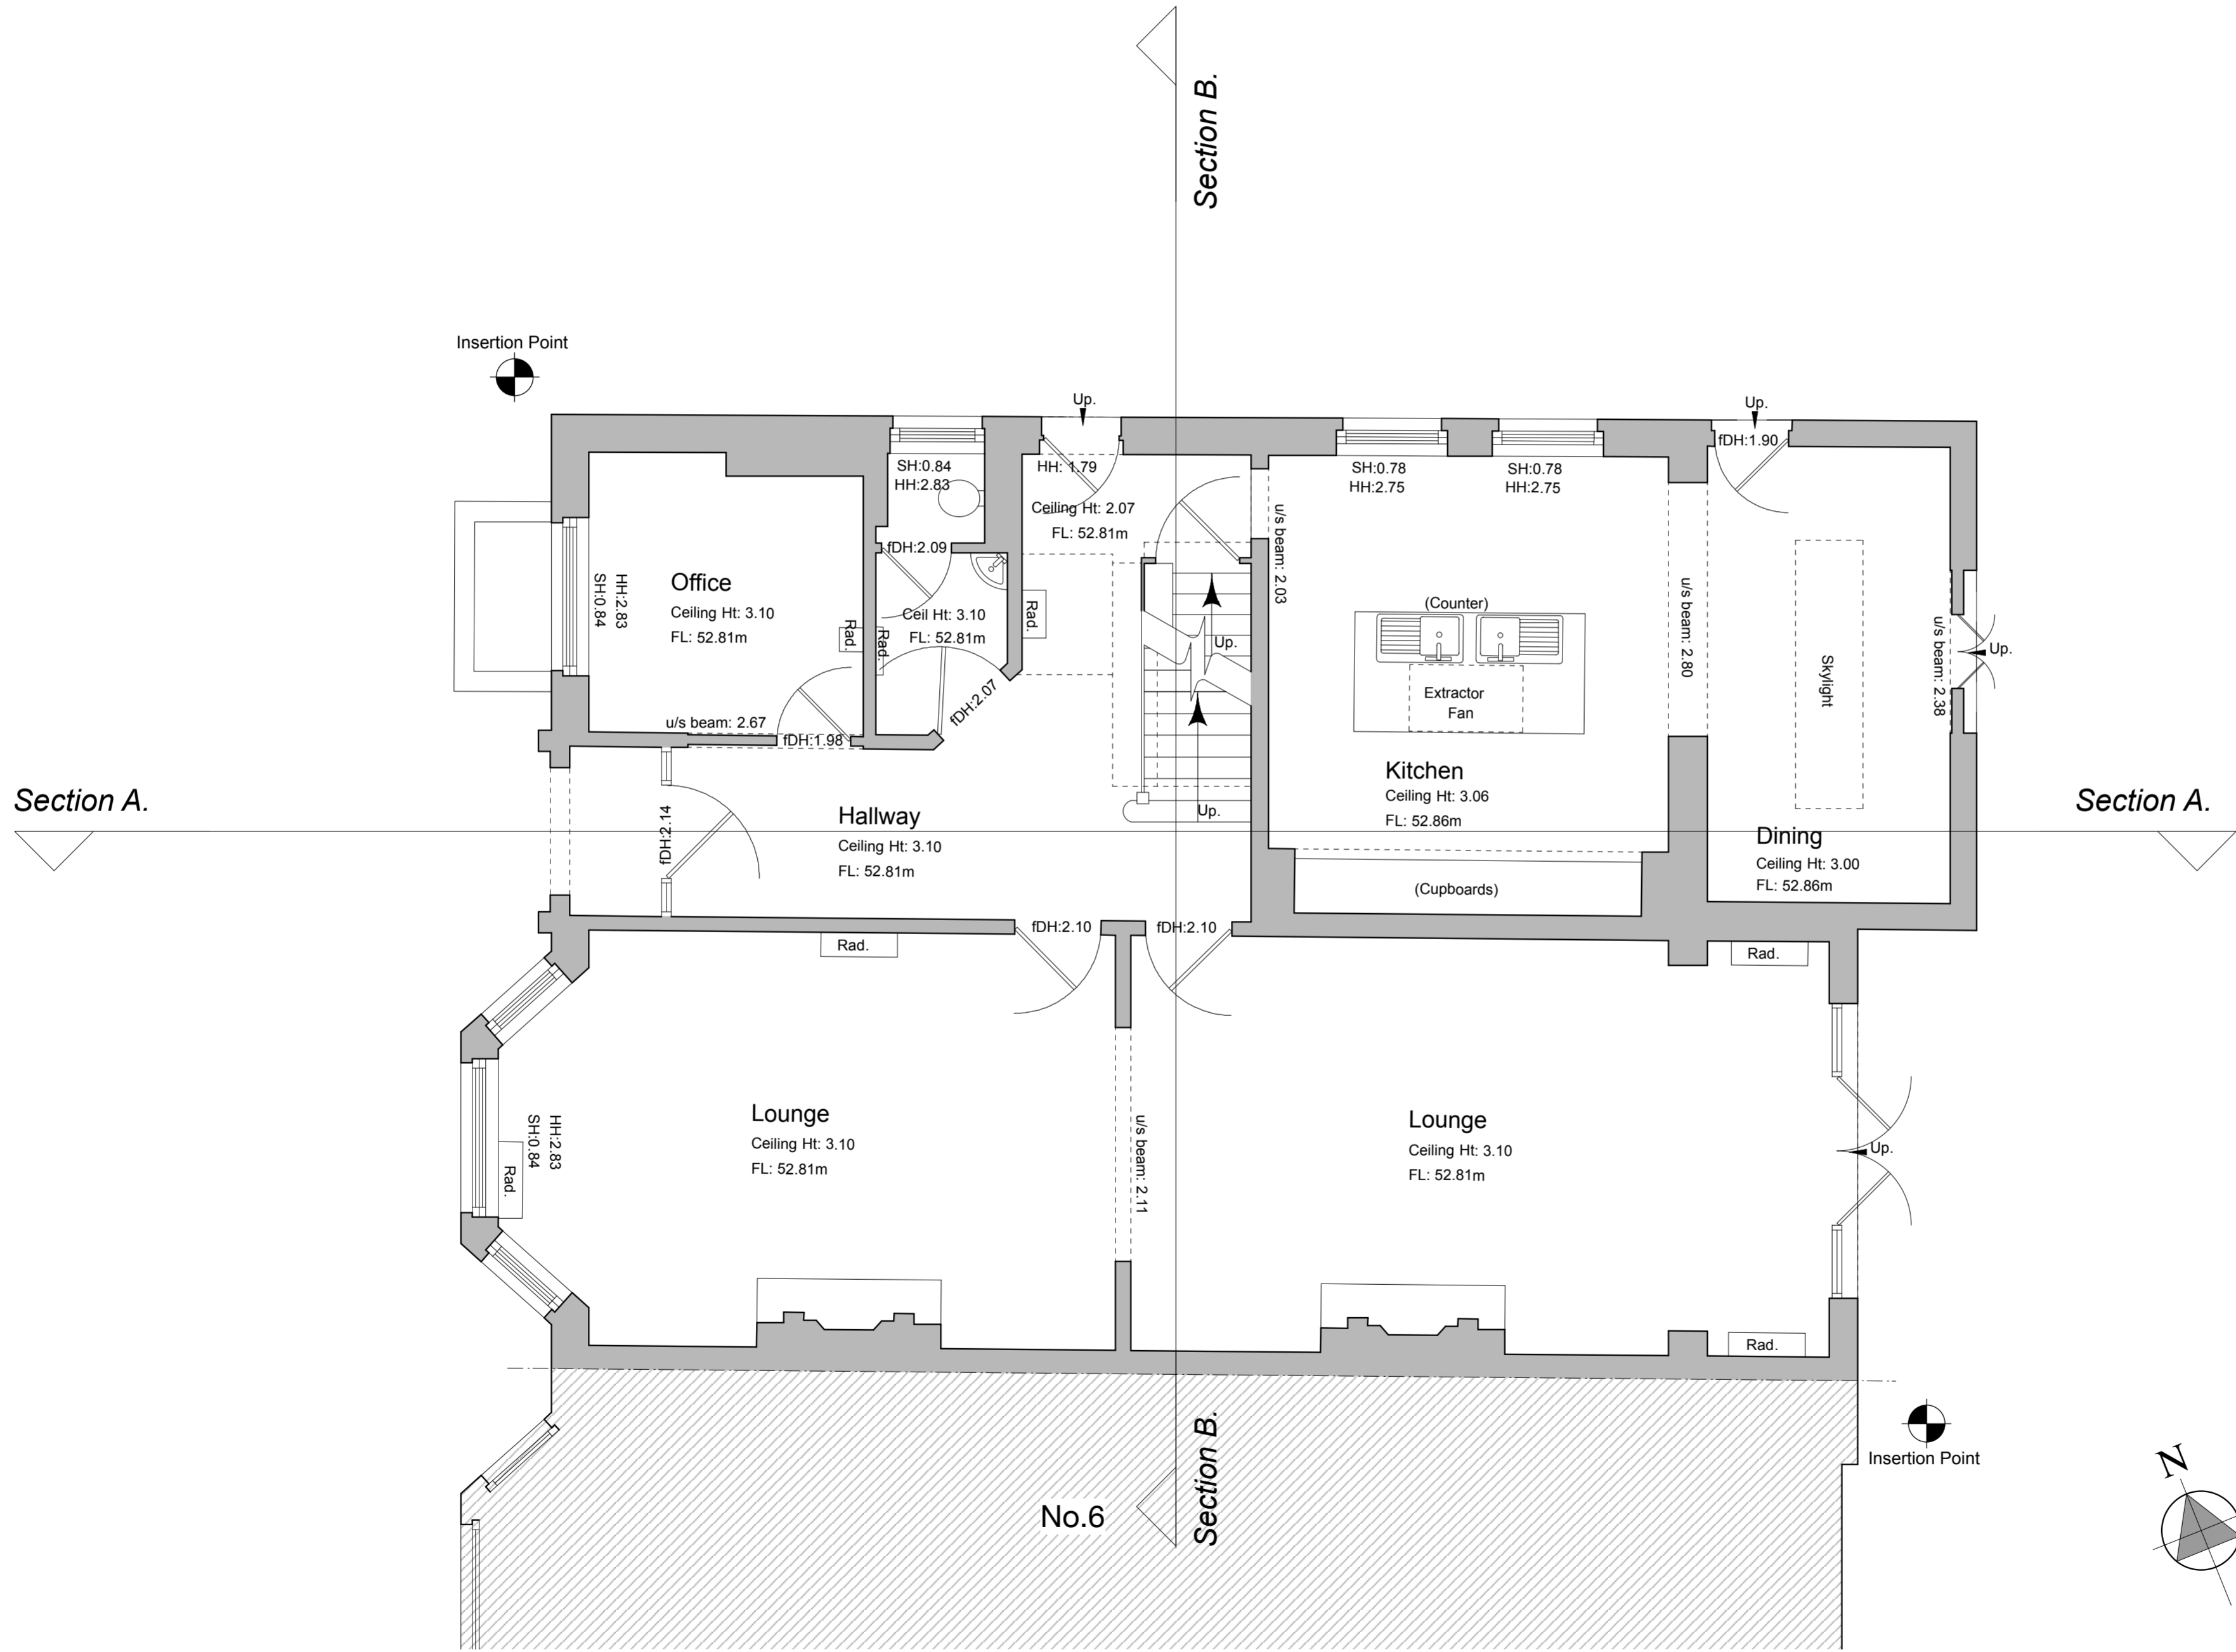 Section B.
Insertion Point
Up.
Up.
fDH:1.90
SH:0.84
HH:2.83
HH: 1.79
SH:0.78
HH:2.75
SH:0.78
HH:2.75
Ceiling Ht: 2.07
FL: 52.81m
fDH:2.09
u/s beam: 2.03
Office
Ceiling Ht: 3.10
FL: 52.81m
HH:2.83
SH:0.84
Rad.
Rad.
Ceil Ht: 3.10
FL: 52.81m
Rad.
Up.
(Counter)
Extractor
Fan
u/s beam: 2.80
Skylight
u/s beam: 2.38
Up.
fDH:2.07
u/s beam: 2.67
fDH:1.98
Section A.
fDH:2.14
Hallway
Ceiling Ht: 3.10
FL: 52.81m
Up.
Kitchen
Ceiling Ht: 3.06
FL: 52.86m
(Cupboards)
Dining
Ceiling Ht: 3.00
FL: 52.86m
Section A.
Rad.
fDH:2.10
fDH:2.10
Rad.
Lounge
Ceiling Ht: 3.10
FL: 52.81m
HH:2.83
SH:0.84
Rad.
u/s beam: 2.11
Lounge
Ceiling Ht: 3.10
FL: 52.81m
Up.
Rad.
Insertion Point
No.6
Section B.
N